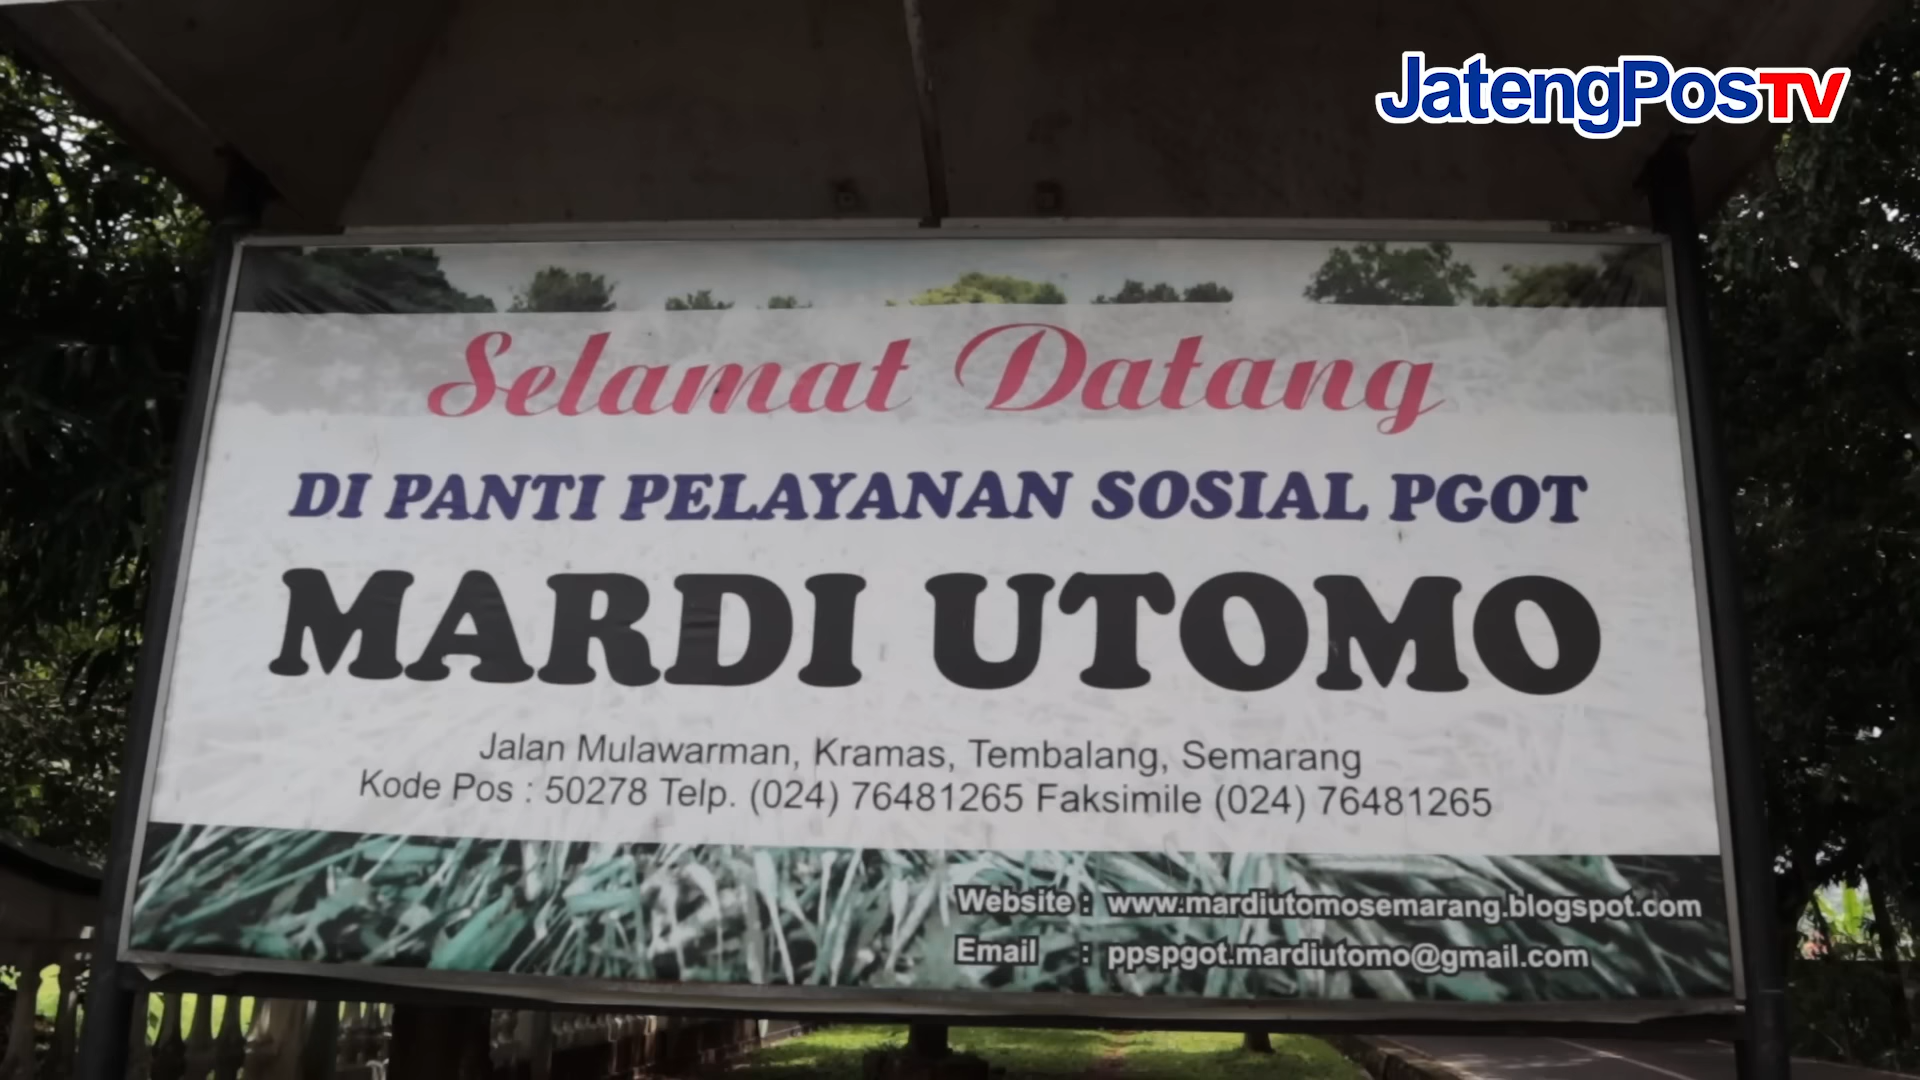 JatengPosTV
Selamat Datang
DI PANTI PELAYANAN SOSIAL PGOT
MARDI UTOMO
Jalan Mulawarman, Kramas, Tembalang, Semarang
Kode Pos : 50278 Telp. (024) 76481265 Faksimile (024) 76481265
Website : www.mardiutomosemarang.blogspot.com
Email : ppspgot.mardiutomo@gmail.com